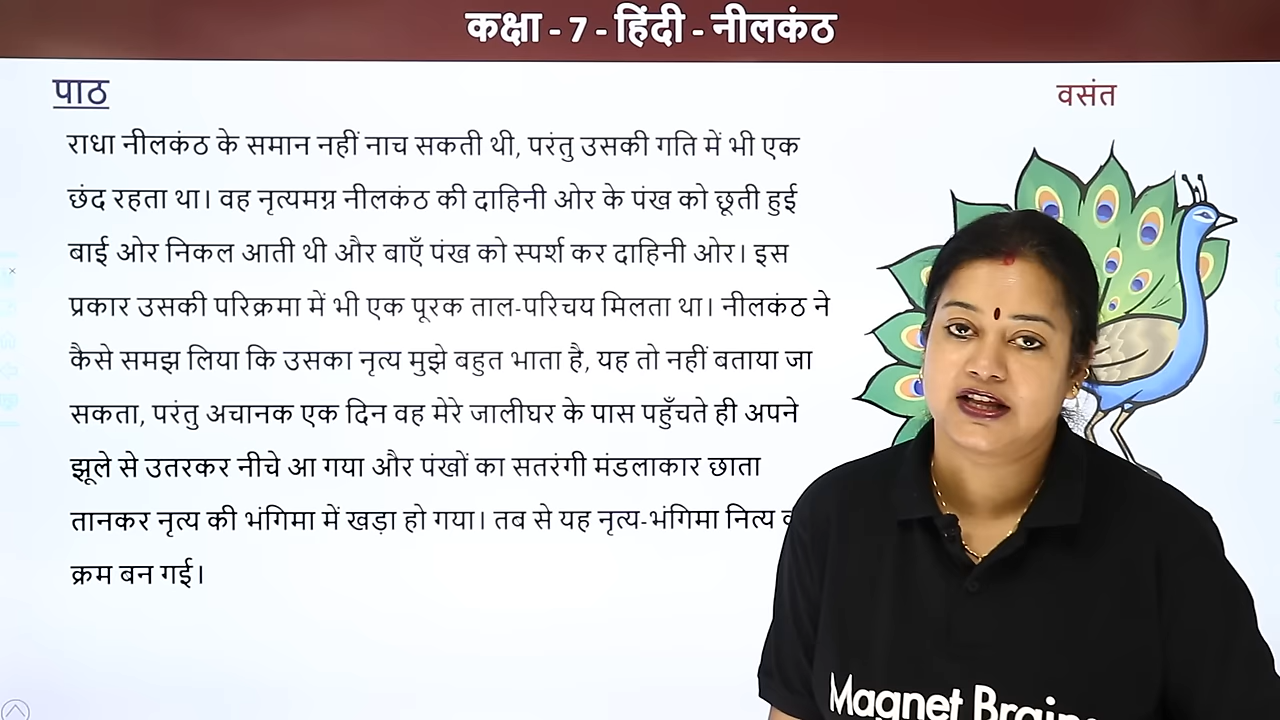 कक्षा - 7 - हिंदी - नीलकंठ
पाठ
वसंत
राधा नीलकंठ के समान नहीं नाच सकती थी, परंतु उसकी गति में भी एक
छंद रहता था। वह नृत्यमग्न नीलकंठ की दाहिनी ओर के पंख को छूती हुई
बाई ओर निकल आती थी और बाएँ पंख को स्पर्श कर दाहिनी ओर। इस
प्रकार उसकी परिक्रमा में भी एक पूरक ताल-परिचय मिलता था। नीलकंठ ने
कैसे समझ लिया कि उसका नृत्य मुझे बहुत भाता है, यह तो नहीं बताया जा
सकता, परंतु अचानक एक दिन वह मेरे जालीघर के पास पहुँचते ही अपने
झूले से उतरकर नीचे आ गया और पंखों का सतरंगी मंडलाकार छाता
तानकर नृत्य की भंगिमा में खड़ा हो गया। तब से यह नृत्य-भंगिमा नित्य
क्रम बन गई।
Magnet